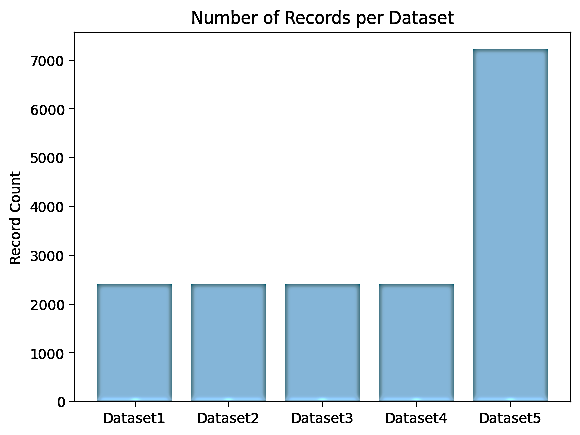 Number of Records per Dataset
Record Count
7000
6000
5000
4000
3000
2000
1000
0
Dataset1 Dataset2 Dataset3 Dataset4 Dataset5